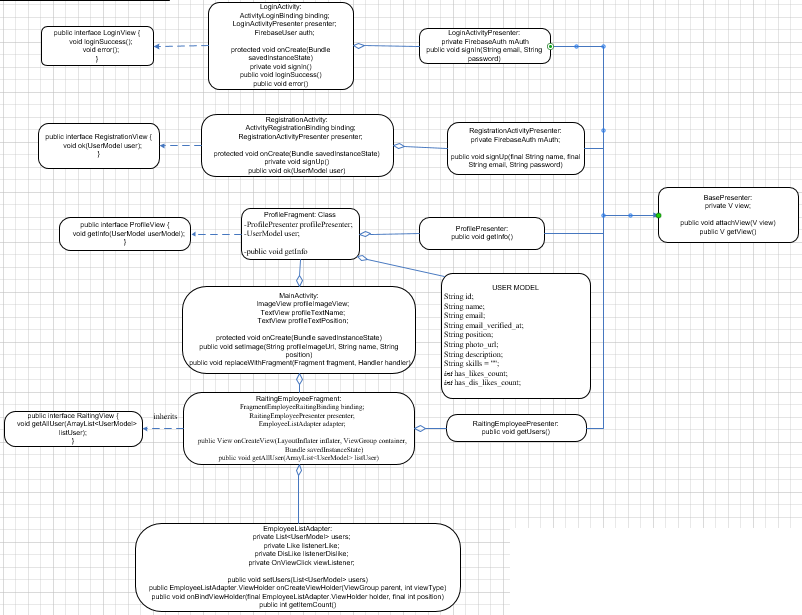 public interface LoginView {
void loginSuccess();
void error();
}
LoginActivity:
ActivityLoginBinding binding;
LoginActivityPresenter presenter;
FirebaseUser auth;
protected void onCreate(Bundle
savedInstanceState)
private void signIn()
public void loginSuccess()
public void error()
LoginActivityPresenter:
private FirebaseAuth mAuth
public void signIn(String email, String
password)
public interface RegistrationView {
void ok(UserModel user);
}
RegistrationActivity:
ActivityRegistrationBinding binding;
RegistrationActivityPresenter presenter;
protected void onCreate(Bundle savedInstanceState)
private void signUp()
public void ok(UserModel user)
RegistrationActivityPresenter:
private FirebaseAuth mAuth;
public void signUp(final String name, final
String email, String password)
BasePresenter:
private V view;
public void attachView(V view)
public V getView()
public interface ProfileView {
void getInfo(UserModel userModel);
}
ProfileFragment: Class
-ProfilePresenter profilePresenter;
-UserModel user;
-public void getInfo
ProfilePresenter:
public void getInfo()
MainActivity:
ImageView profileimageView;
TextView profileTextName;
TextView profileTextPosition;
protected void onCreate(Bundle savedInstanceState)
public void setImage(String profileImageUrl, String name, String
position)
public void replaceWithFragment(Fragment fragment, Handler handler)
USER MODEL
String id;
String name;
String email;
String email_verified_at;
String position;
String photo_url;
String description;
String skills = "";
int has_likes_count;
int has_dis_likes_count;
public interface RaitingView {
void getAllUser(ArrayList<UserModel>
listUser);
}
inherits
RaitingEmployeeFragment:
FragmentEmployeeRaitingBinding binding;
RaitingEmployeePresenter presenter;
EmployeeListAdapter adapter;
public View onCreateView(LayoutInflater inflater, ViewGroup container,
Bundle savedInstanceState)
public void getAllUser(ArrayList<UserModel> listUser)
RaitingEmployeePresenter:
public void getUsers()
EmployeeListAdapter:
private List<UserModel> users;
private Like listenerLike;
private DisLike listenerDislike;
private OnViewClick viewListener;
public void setUsers(List<UserModel> users)
public EmployeeListAdapter.ViewHolder onCreateViewHolder(ViewGroup parent, int viewType)
public void onBindViewHolder(final EmployeeListAdapter.ViewHolder holder, final int position)
public int getItemCount()